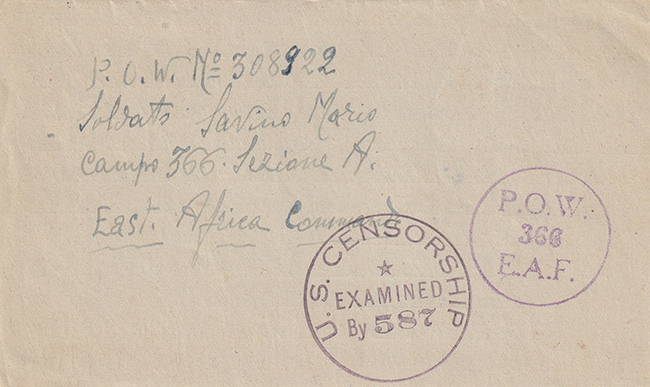 P.O.W. Nº 308922
Soldato Savino Mario
Campo 366. Sezione A.
East. Africa Command
U.S. CENSORSHIP
EXAMINED
By 587
P.O.W.
366
E.A.F.